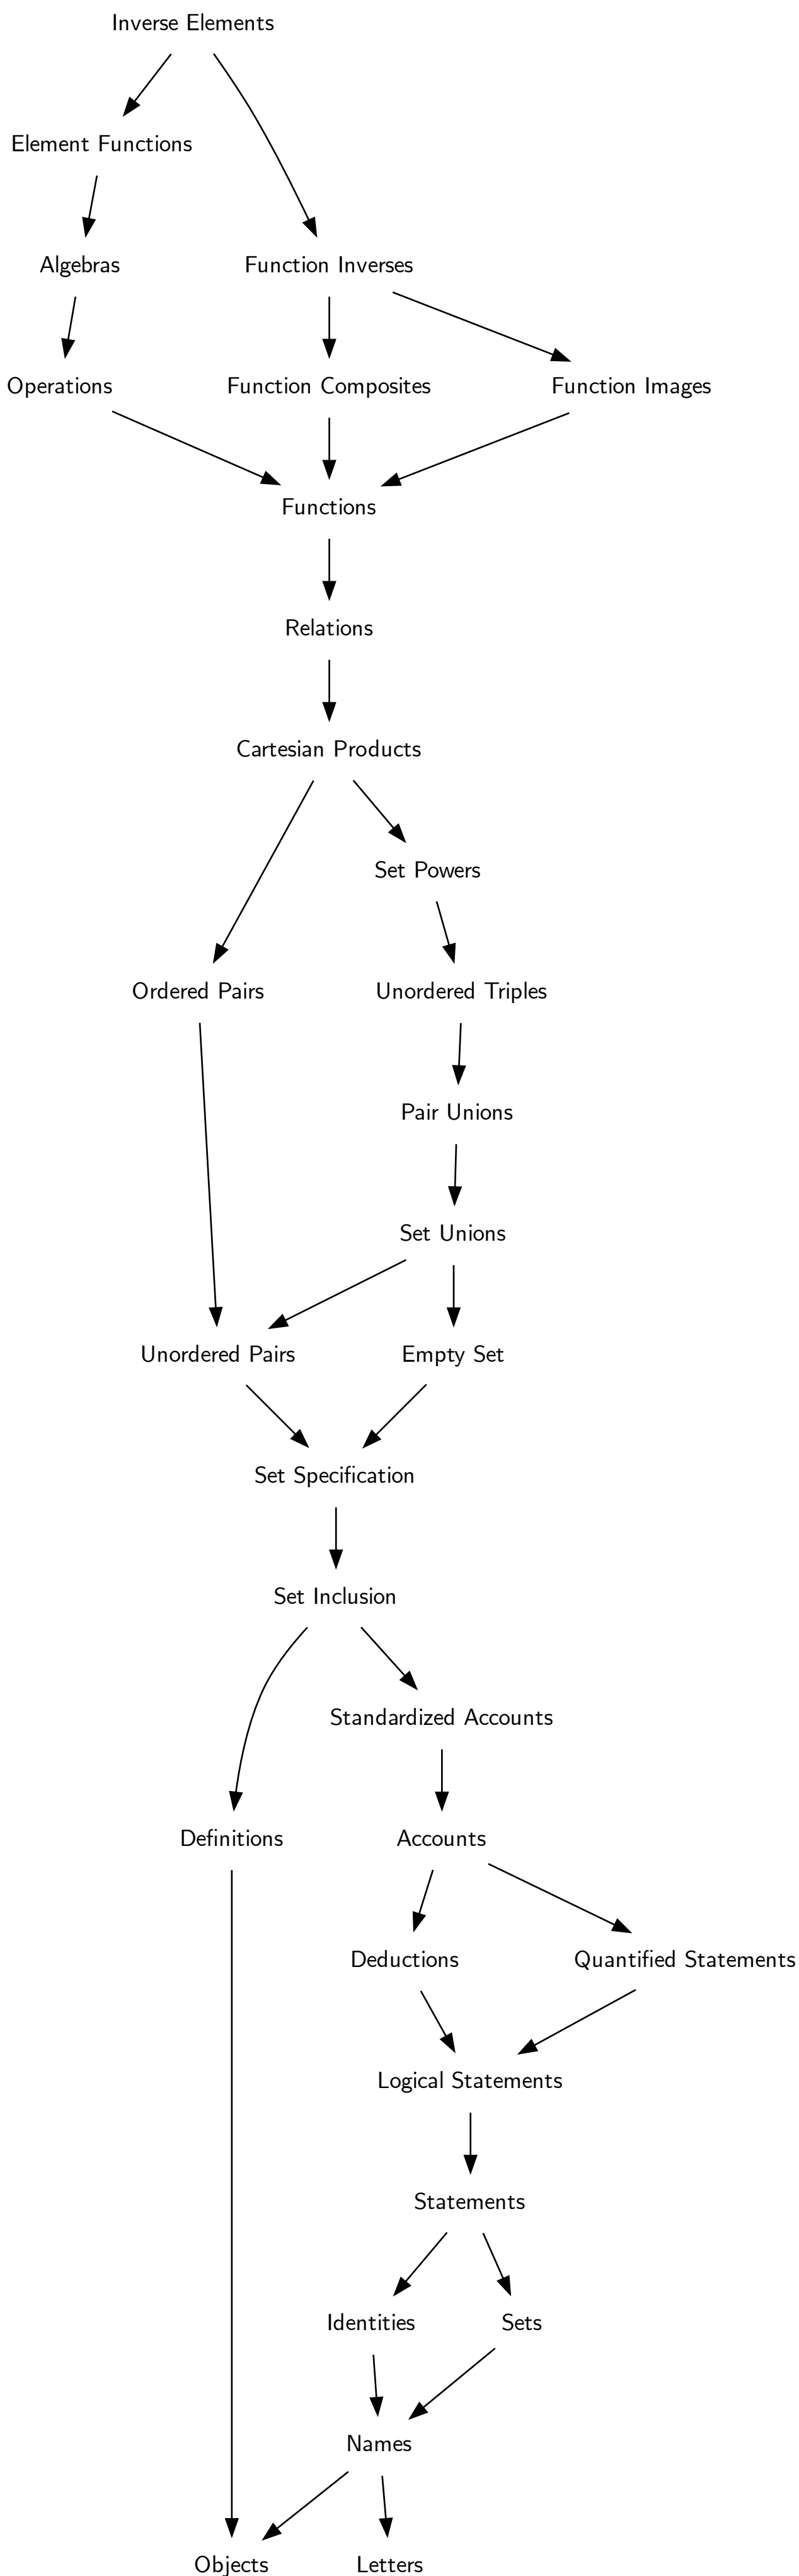 Inverse Elements
Element Functions
Algebras
Function Inverses
Operations
Function Composites
Function Images
Functions
Relations
Cartesian Products
Set Powers
Ordered Pairs
Unordered Triples
Pair Unions
Set Unions
Unordered Pairs
Empty Set
Set Specification
Set Inclusion
Standardized Accounts
Definitions
Accounts
Deductions
Quantified Statements
Logical Statements
Statements
Identities
Sets
Names
Objects
Letters